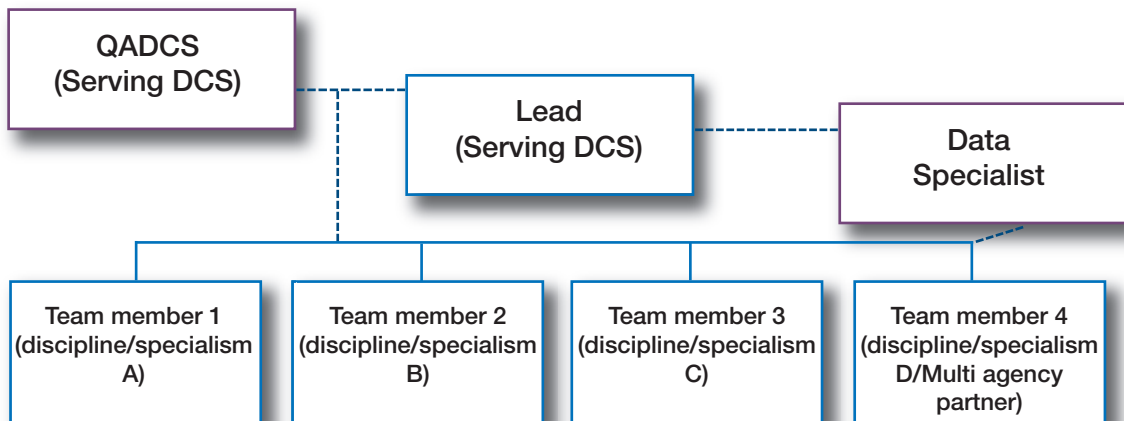 QADCS
(Serving DCS)
Lead
(Serving DCS)
Data
Specialist
Team member 1
(discipline/specialism
A)
Team member 2
(discipline/specialism
B)
Team member 3
(discipline/specialism
C)
Team member 4
(discipline/specialism
D/Multi agency
partner)